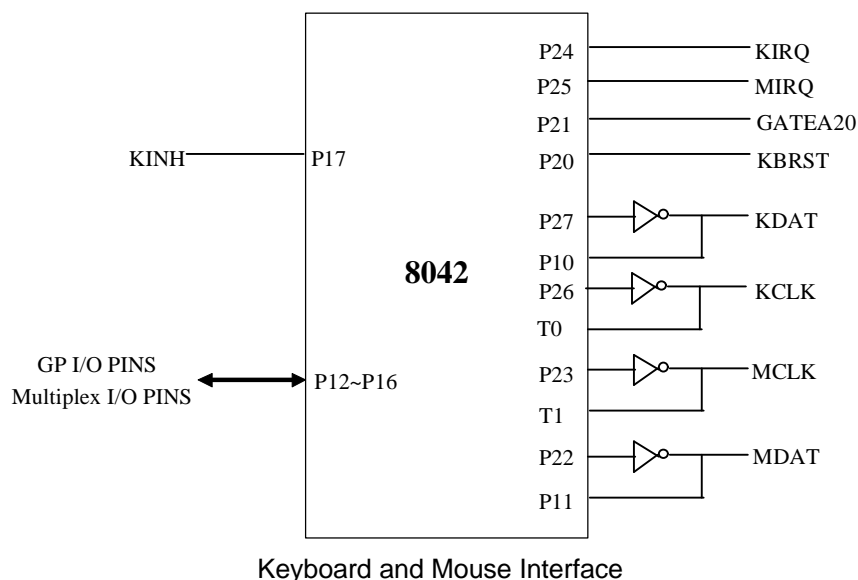 P24 KIRQ
P25 MIRQ
P21 GATEA20
KINH P17 P20 KBRST
P27 KDAT
8042
P10
P26 KCLK
T0
GP I/O PINS
Multiplex I/O PINS
P12~P16
P23 MCLK
T1
P22 MDAT
P11
Keyboard and Mouse Interface